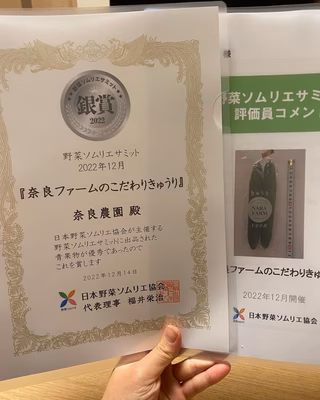 野菜ソムリエサミット
銀賞
2022
野菜ソムリエサミット
2022年12月
『奈良ファームのこだわりきゅうり』
奈良農園 殿
日本野菜ソムリエ協会が主催する
野菜ソムリエサミットに出品された
青果物が優秀であったので
これを賞します
2022年12月14日
日本野菜ソムリエ協会
代表理事 福井栄治
野菜ソムリエサミ
評価員コメン
NARA
FARM
ファームのこだわり
2022年12月開催
日本野菜ソムリエ協会